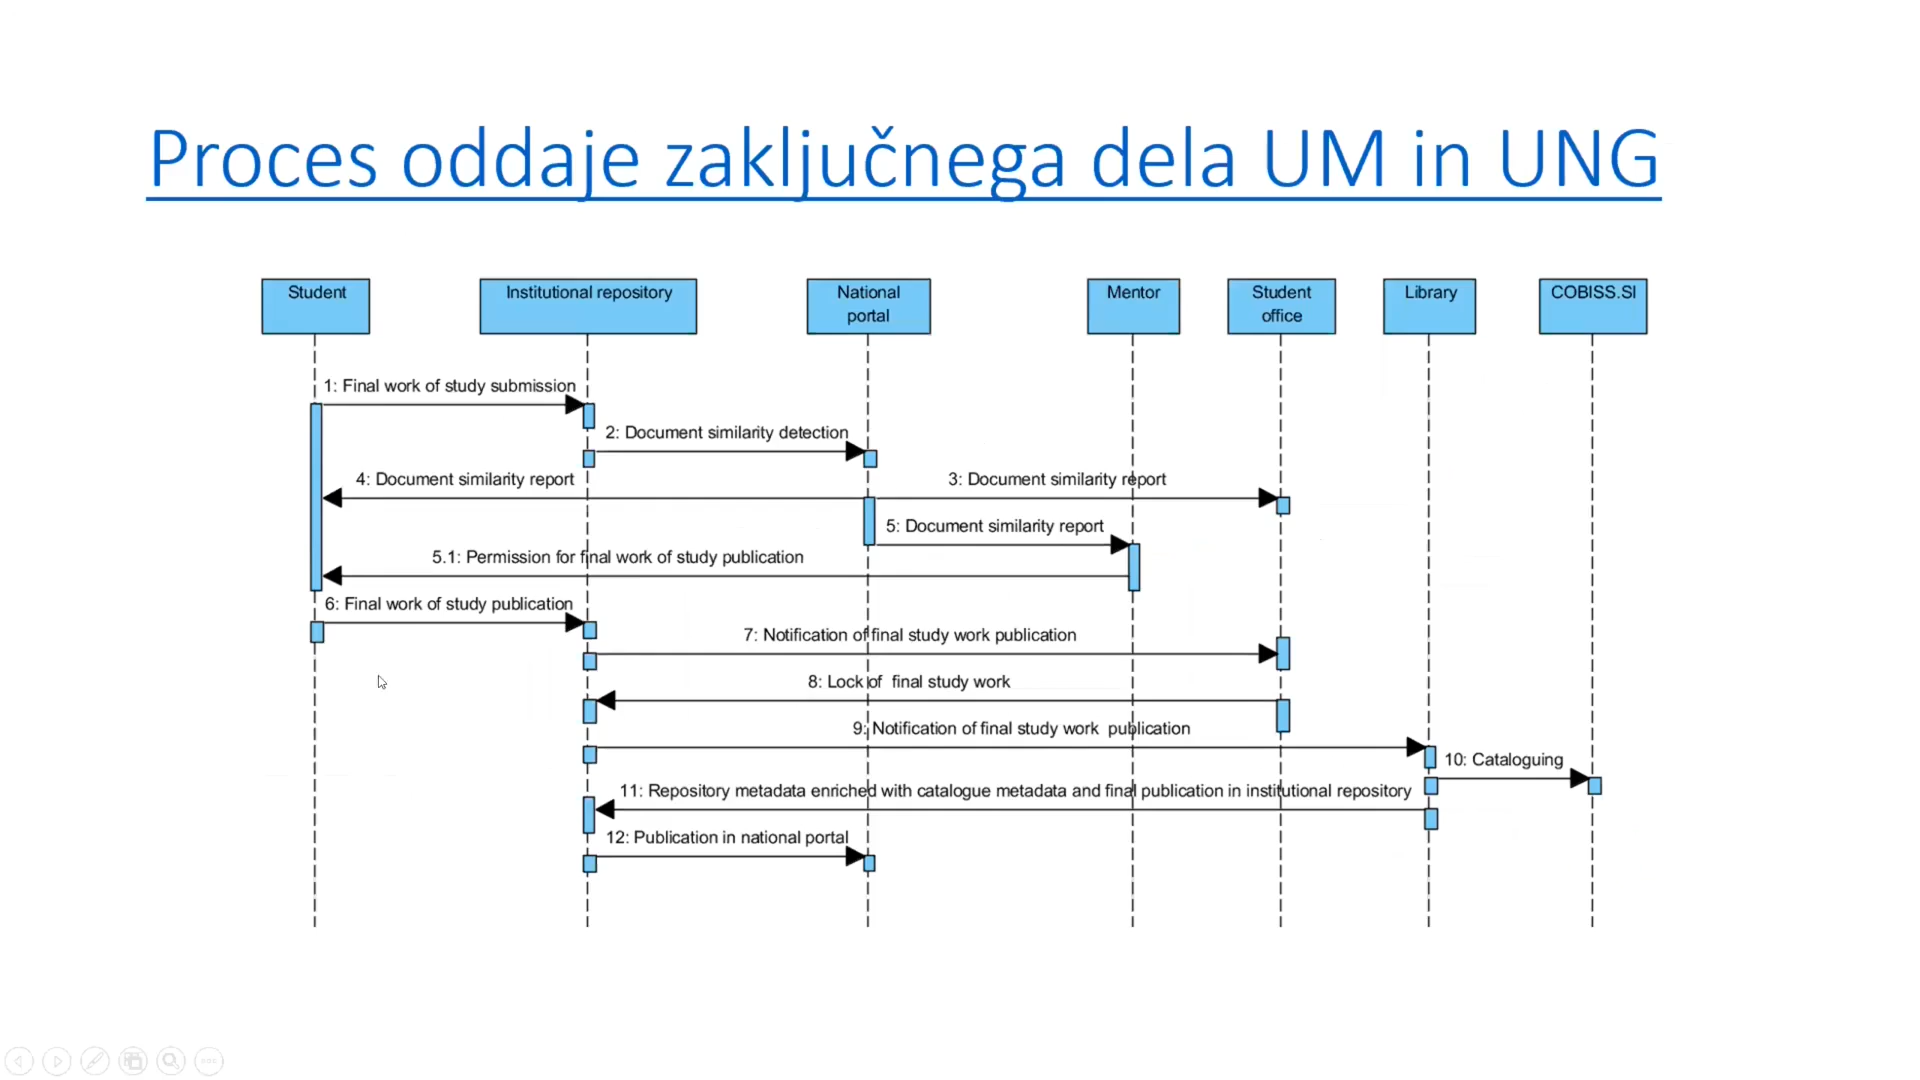 Proces oddaje zaključnega dela UM in UNG
Student
Institutional repository
National
portal
Mentor
Student
office
Library
COBISS.SI
1: Final work of study submission
2: Document similarity detection
4: Document similarity report
3: Document similarity report
5: Document similarity report
5.1: Permission for final work of study publication
6: Final work of study publication
7: Notification of final study work publication
8: Lock of final study work
9: Notification of final study work publication
10: Cataloguing
11: Repository metadata enriched with catalogue metadata and final publication in institutional repository
12: Publication in national portal